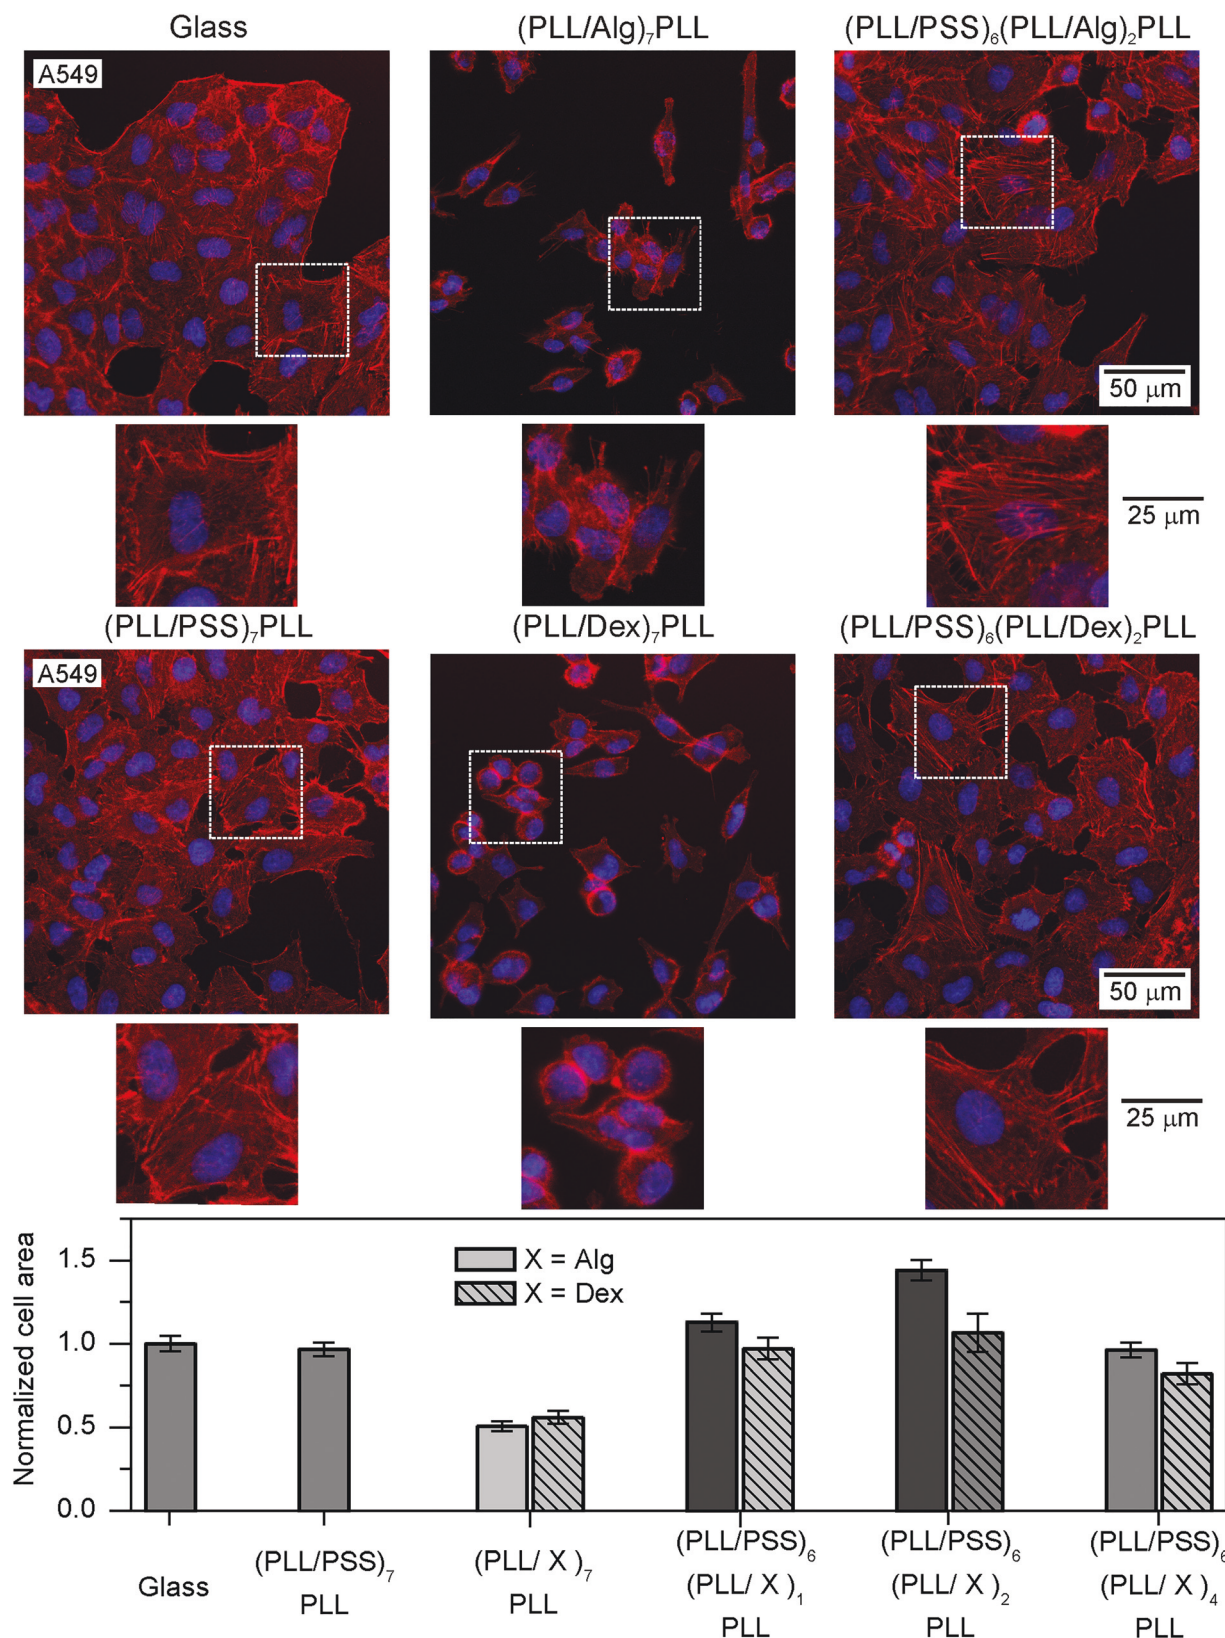 Glass (PLL/Alg)₇PLL (PLL/PSS)₆(PLL/Alg)₂PLL
A549
50 μm
25 μm
(PLL/PSS)₇PLL (PLL/Dex)₇PLL (PLL/PSS)₆(PLL/Dex)₂PLL
A549
50 μm
25 μm
Normalized cell area
1.5
1.0
0.5
0.0
X = Alg
X = Dex
Glass
(PLL/PSS)₇
PLL
(PLL/ X )₇
PLL
(PLL/PSS)₆
(PLL/ X )₁
PLL
(PLL/PSS)₆
(PLL/ X )₂
PLL
(PLL/PSS)₆
(PLL/ X )₄
PLL